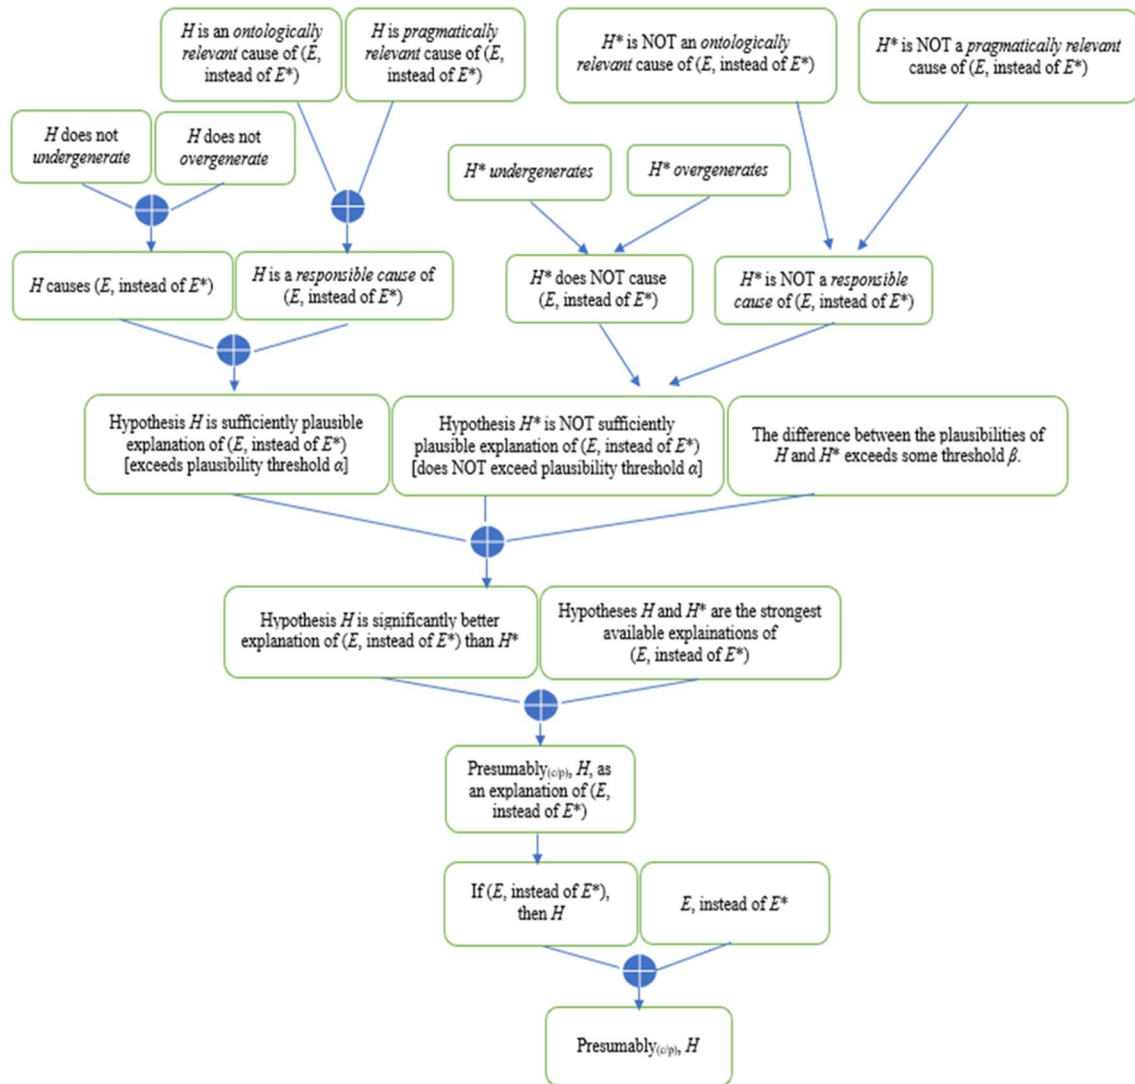 H is an ontologically
relevant cause of (E,
instead of E*)
H is pragmatically
relevant cause of (E,
instead of E*)
H* is NOT an ontologically
relevant cause of (E, instead of E*)
H* is NOT a pragmatically relevant
cause of (E, instead of E*)
H does not
undergenerate
H does not
overgenerate
H* undergenerates
H* overgenerates
H causes (E, instead of E*)
H is a responsible cause of
(E, instead of E*)
H* does NOT cause
(E, instead of E*)
H* is NOT a responsible
cause of (E, instead of E*)
Hypothesis H is sufficiently plausible
explanation of (E, instead of E*)
[exceeds plausibility threshold α]
Hypothesis H* is NOT sufficiently
plausible explanation of (E, instead of E*)
[does NOT exceed plausibility threshold α]
The difference between the plausibilities of
H and H* exceeds some threshold β.
Hypothesis H is significantly better
explanation of (E, instead of E*) than H*
Hypotheses H and H* are the strongest
available explainations of
(E, instead of E*)
Presumably(c/p), H, as
an explanation of (E,
instead of E*)
If (E, instead of E*),
then H
E, instead of E*
Presumably(c/p), H